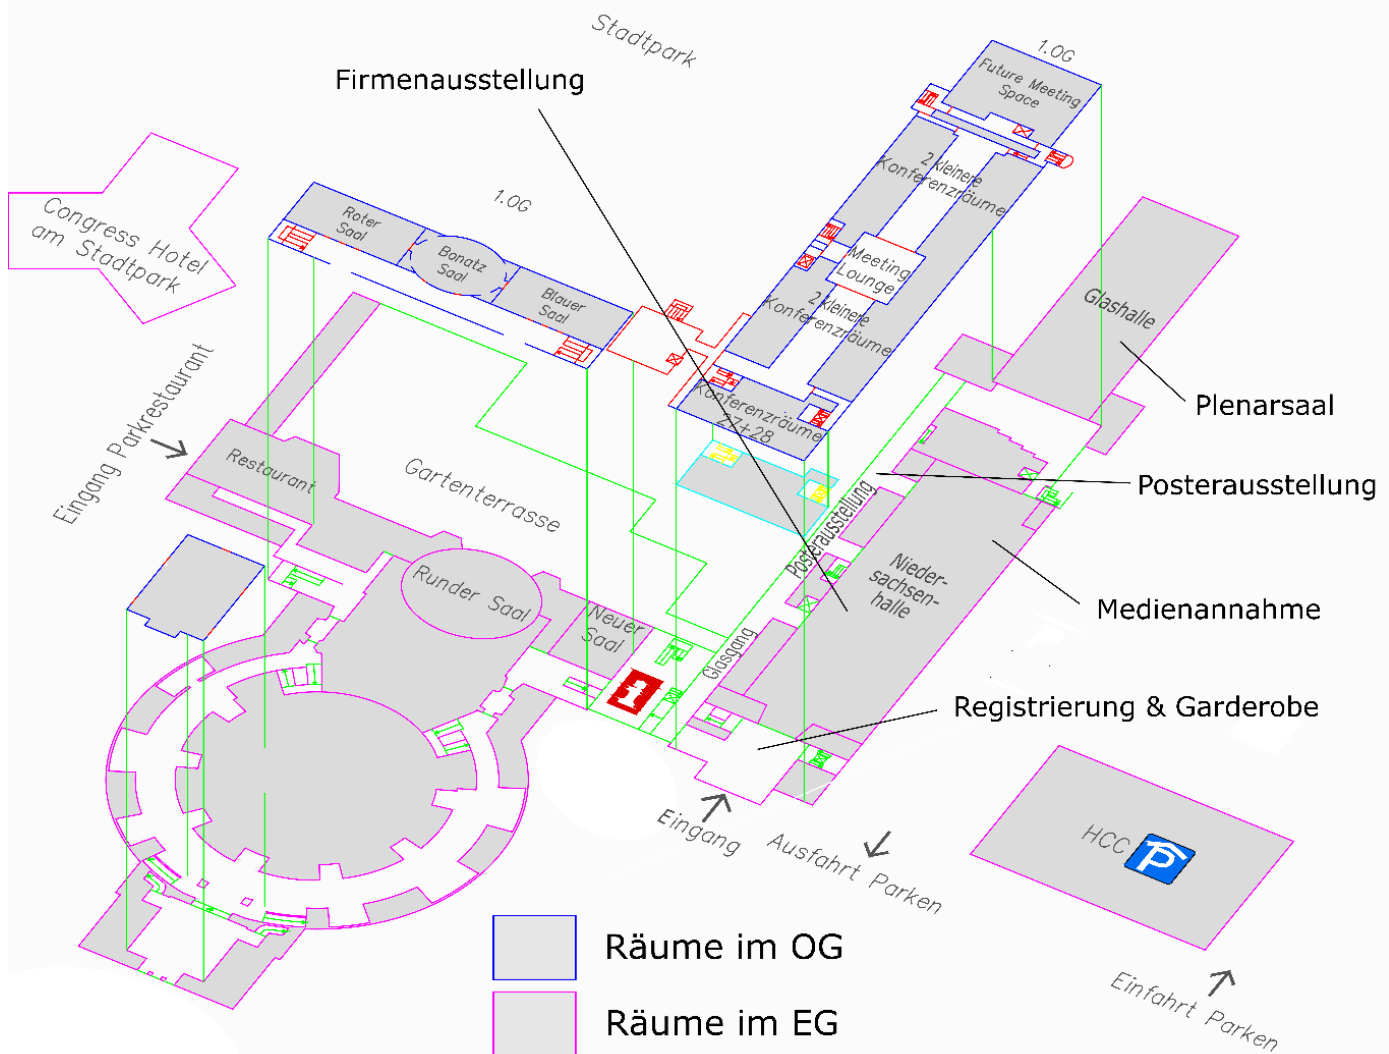 Stadtpark
1.OG
Firmenausstellung
Future Meeting
Space
2 kleinere
Konferenzräume
1.OG
Congress Hotel
am Stadtpark
Roter
Saal
Bonatz
Saal
Blauer
Saal
Meeting
Lounge
2 kleinere
Konferenzräume
Glashalle
Plenarsaal
Konferenzräume
27+28
Eingang Parkrestaurant
Restaurant
Gartenterrasse
Posterausstellung
Posterausstellung
Nieder-
sachsen-
halle
Medienannahme
Runder Saal
Neuer
Saal
Glasgang
Registrierung & Garderobe
Eingang
Ausfahrt Parken
HCC
P
Einfahrt Parken
Räume im OG
Räume im EG